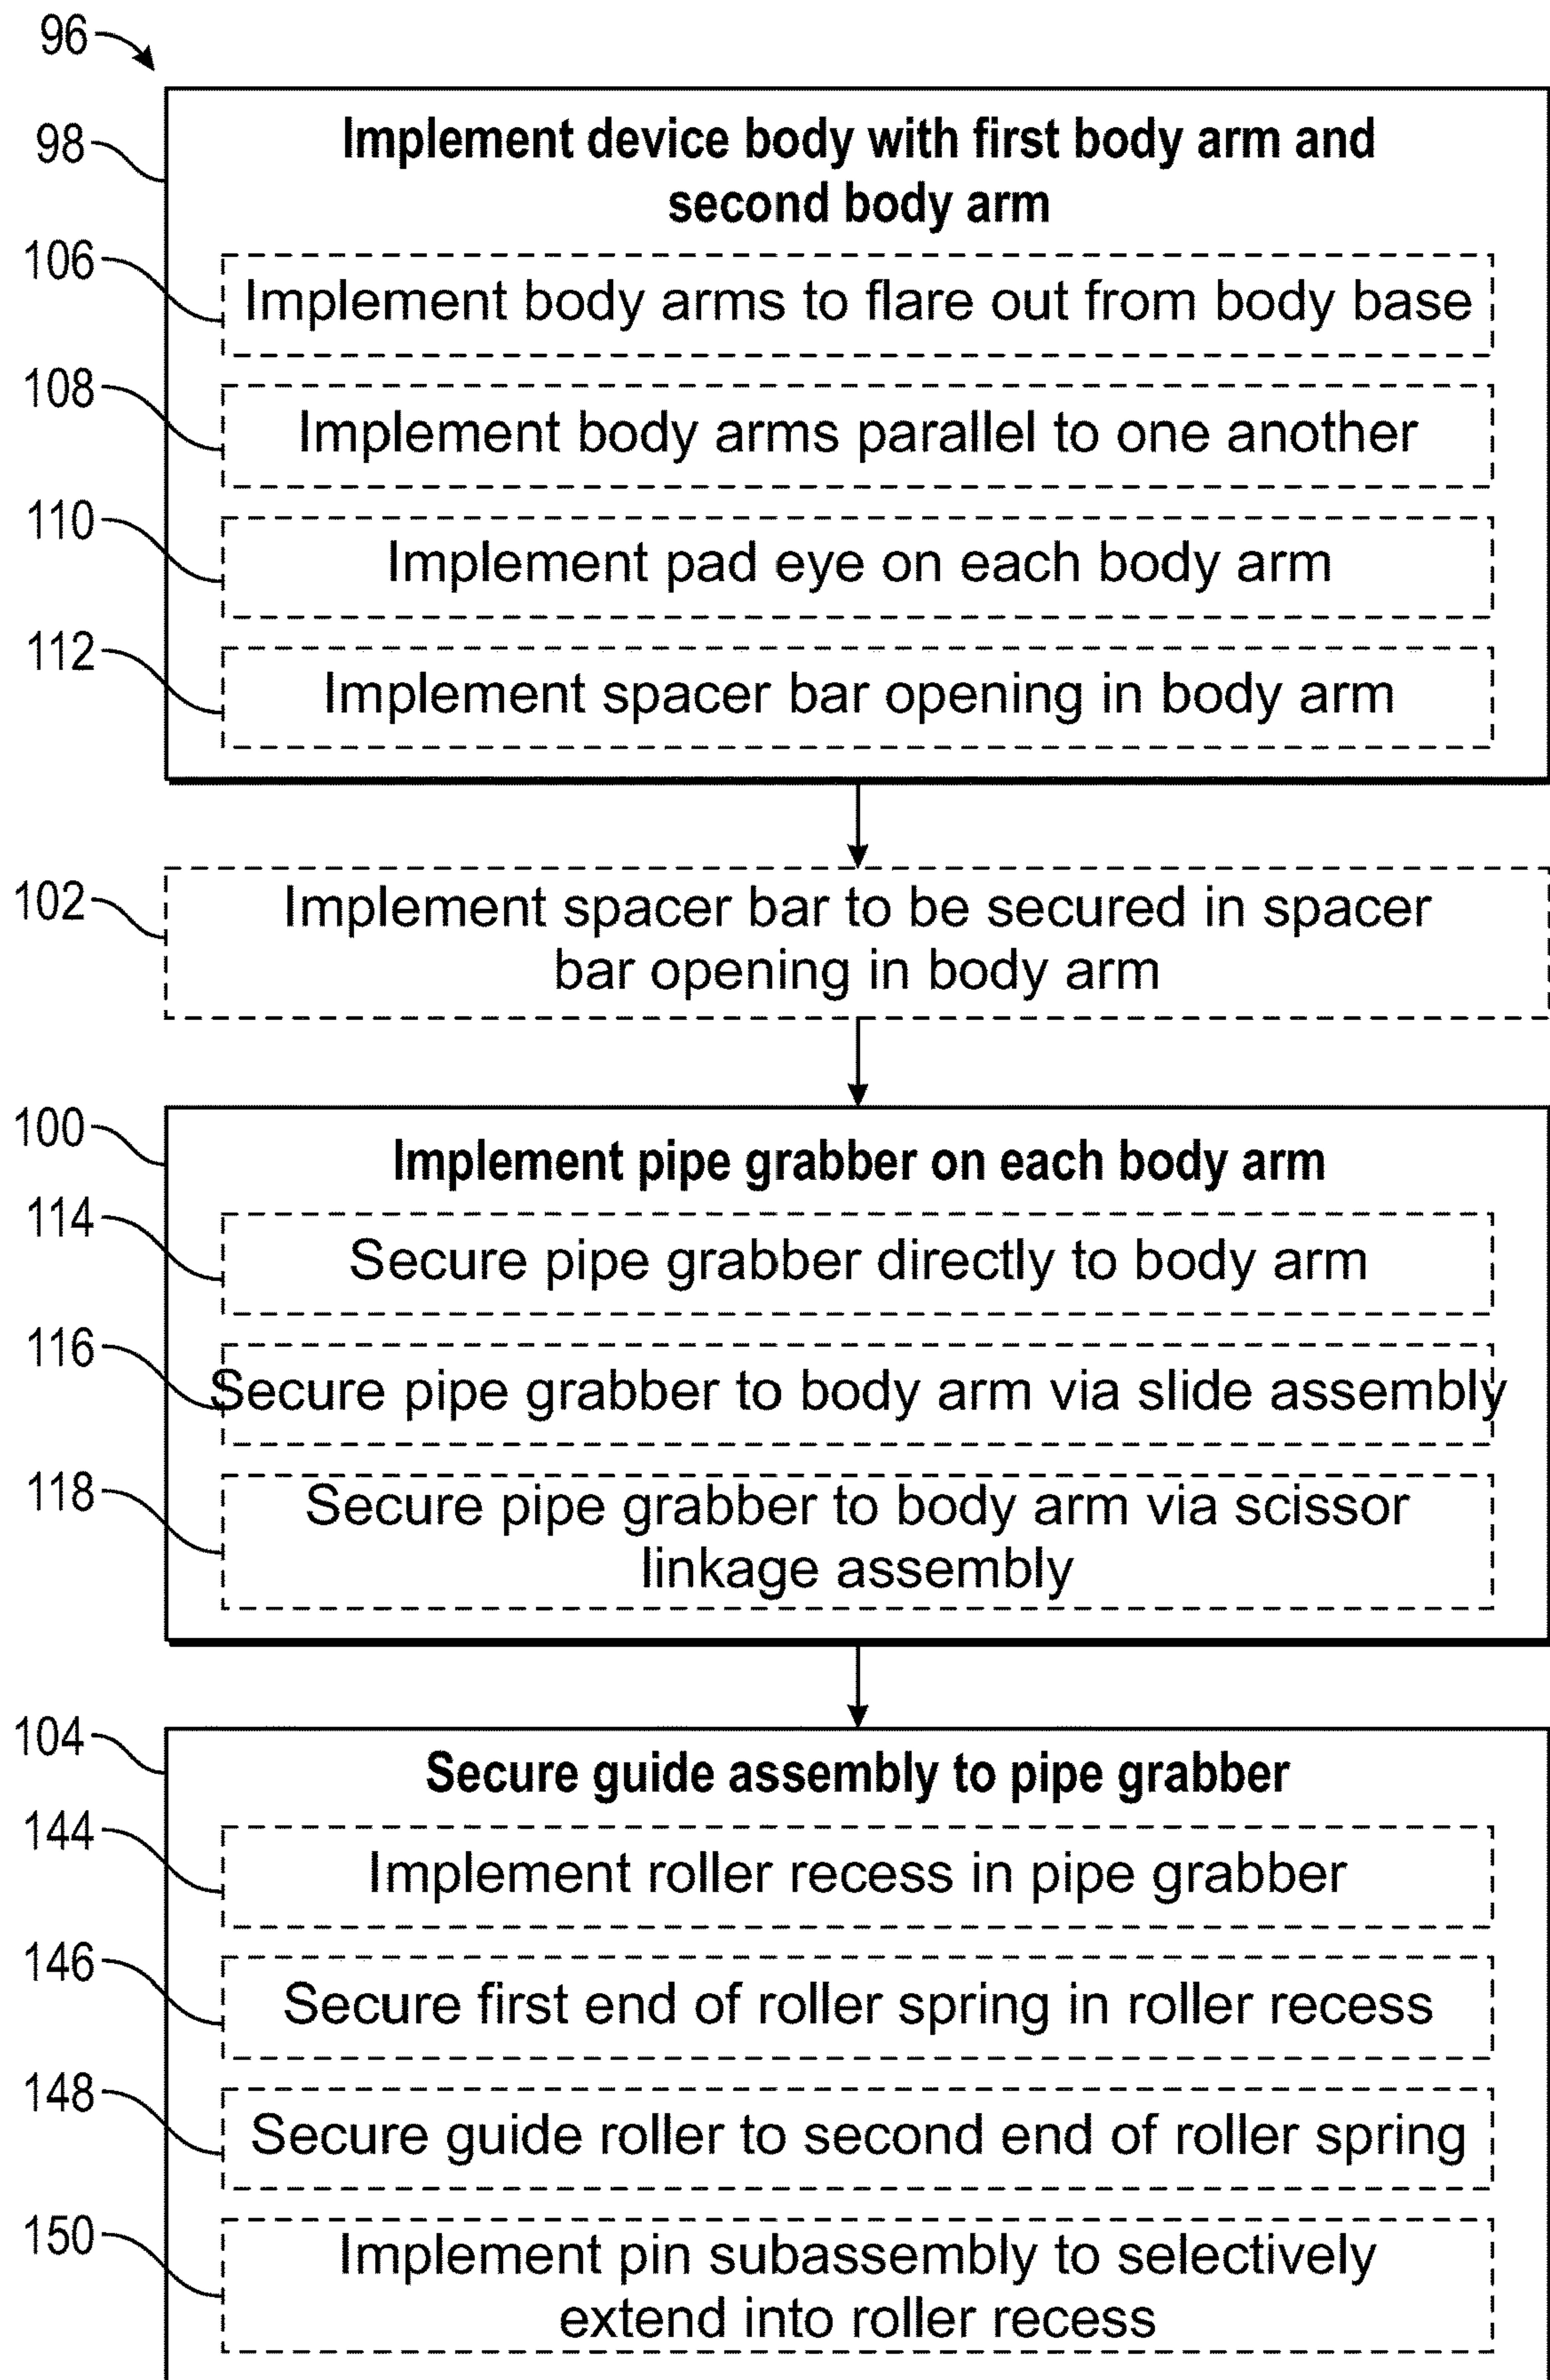 96
98
Implement device body with first body arm and
second body arm
106
Implement body arms to flare out from body base
108
Implement body arms parallel to one another
110
Implement pad eye on each body arm
112
Implement spacer bar opening in body arm
102
Implement spacer bar to be secured in spacer
bar opening in body arm
100
Implement pipe grabber on each body arm
114
Secure pipe grabber directly to body arm
116
Secure pipe grabber to body arm via slide assembly
118
Secure pipe grabber to body arm via scissor
linkage assembly
104
Secure guide assembly to pipe grabber
144
Implement roller recess in pipe grabber
146
Secure first end of roller spring in roller recess
148
Secure guide roller to second end of roller spring
150
Implement pin subassembly to selectively
extend into roller recess